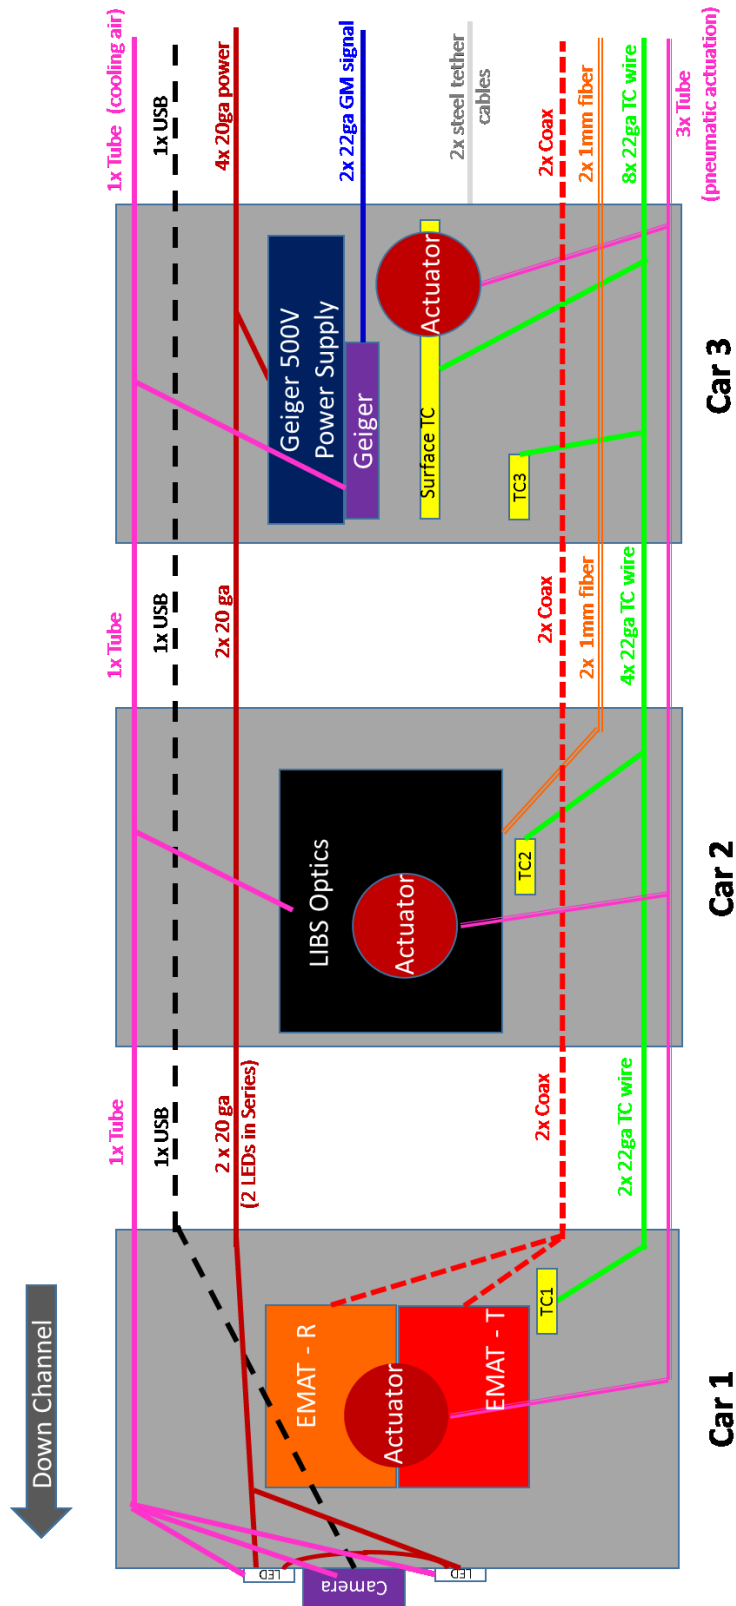 Down Channel
1x Tube
1x USB
2 x 20 ga
(2 LEDs in Series)
2x Coax
2x 22ga TC wire
LED
Camera
LED
EMAT - R
EMAT - T
Actuator
TC1
Car 1
1x Tube
1x USB
2x 20 ga
2x Coax
2x 1mm fiber
4x 22ga TC wire
LIBS Optics
Actuator
TC2
Car 2
1x Tube (cooling air)
1x USB
4x 20ga power
2x 22ga GM signal
2x steel tether
cables
2x Coax
2x 1mm fiber
8x 22ga TC wire
3x Tube
(pneumatic actuation)
Geiger 500V
Power Supply
Geiger
Surface TC
Actuator
TC3
Car 3